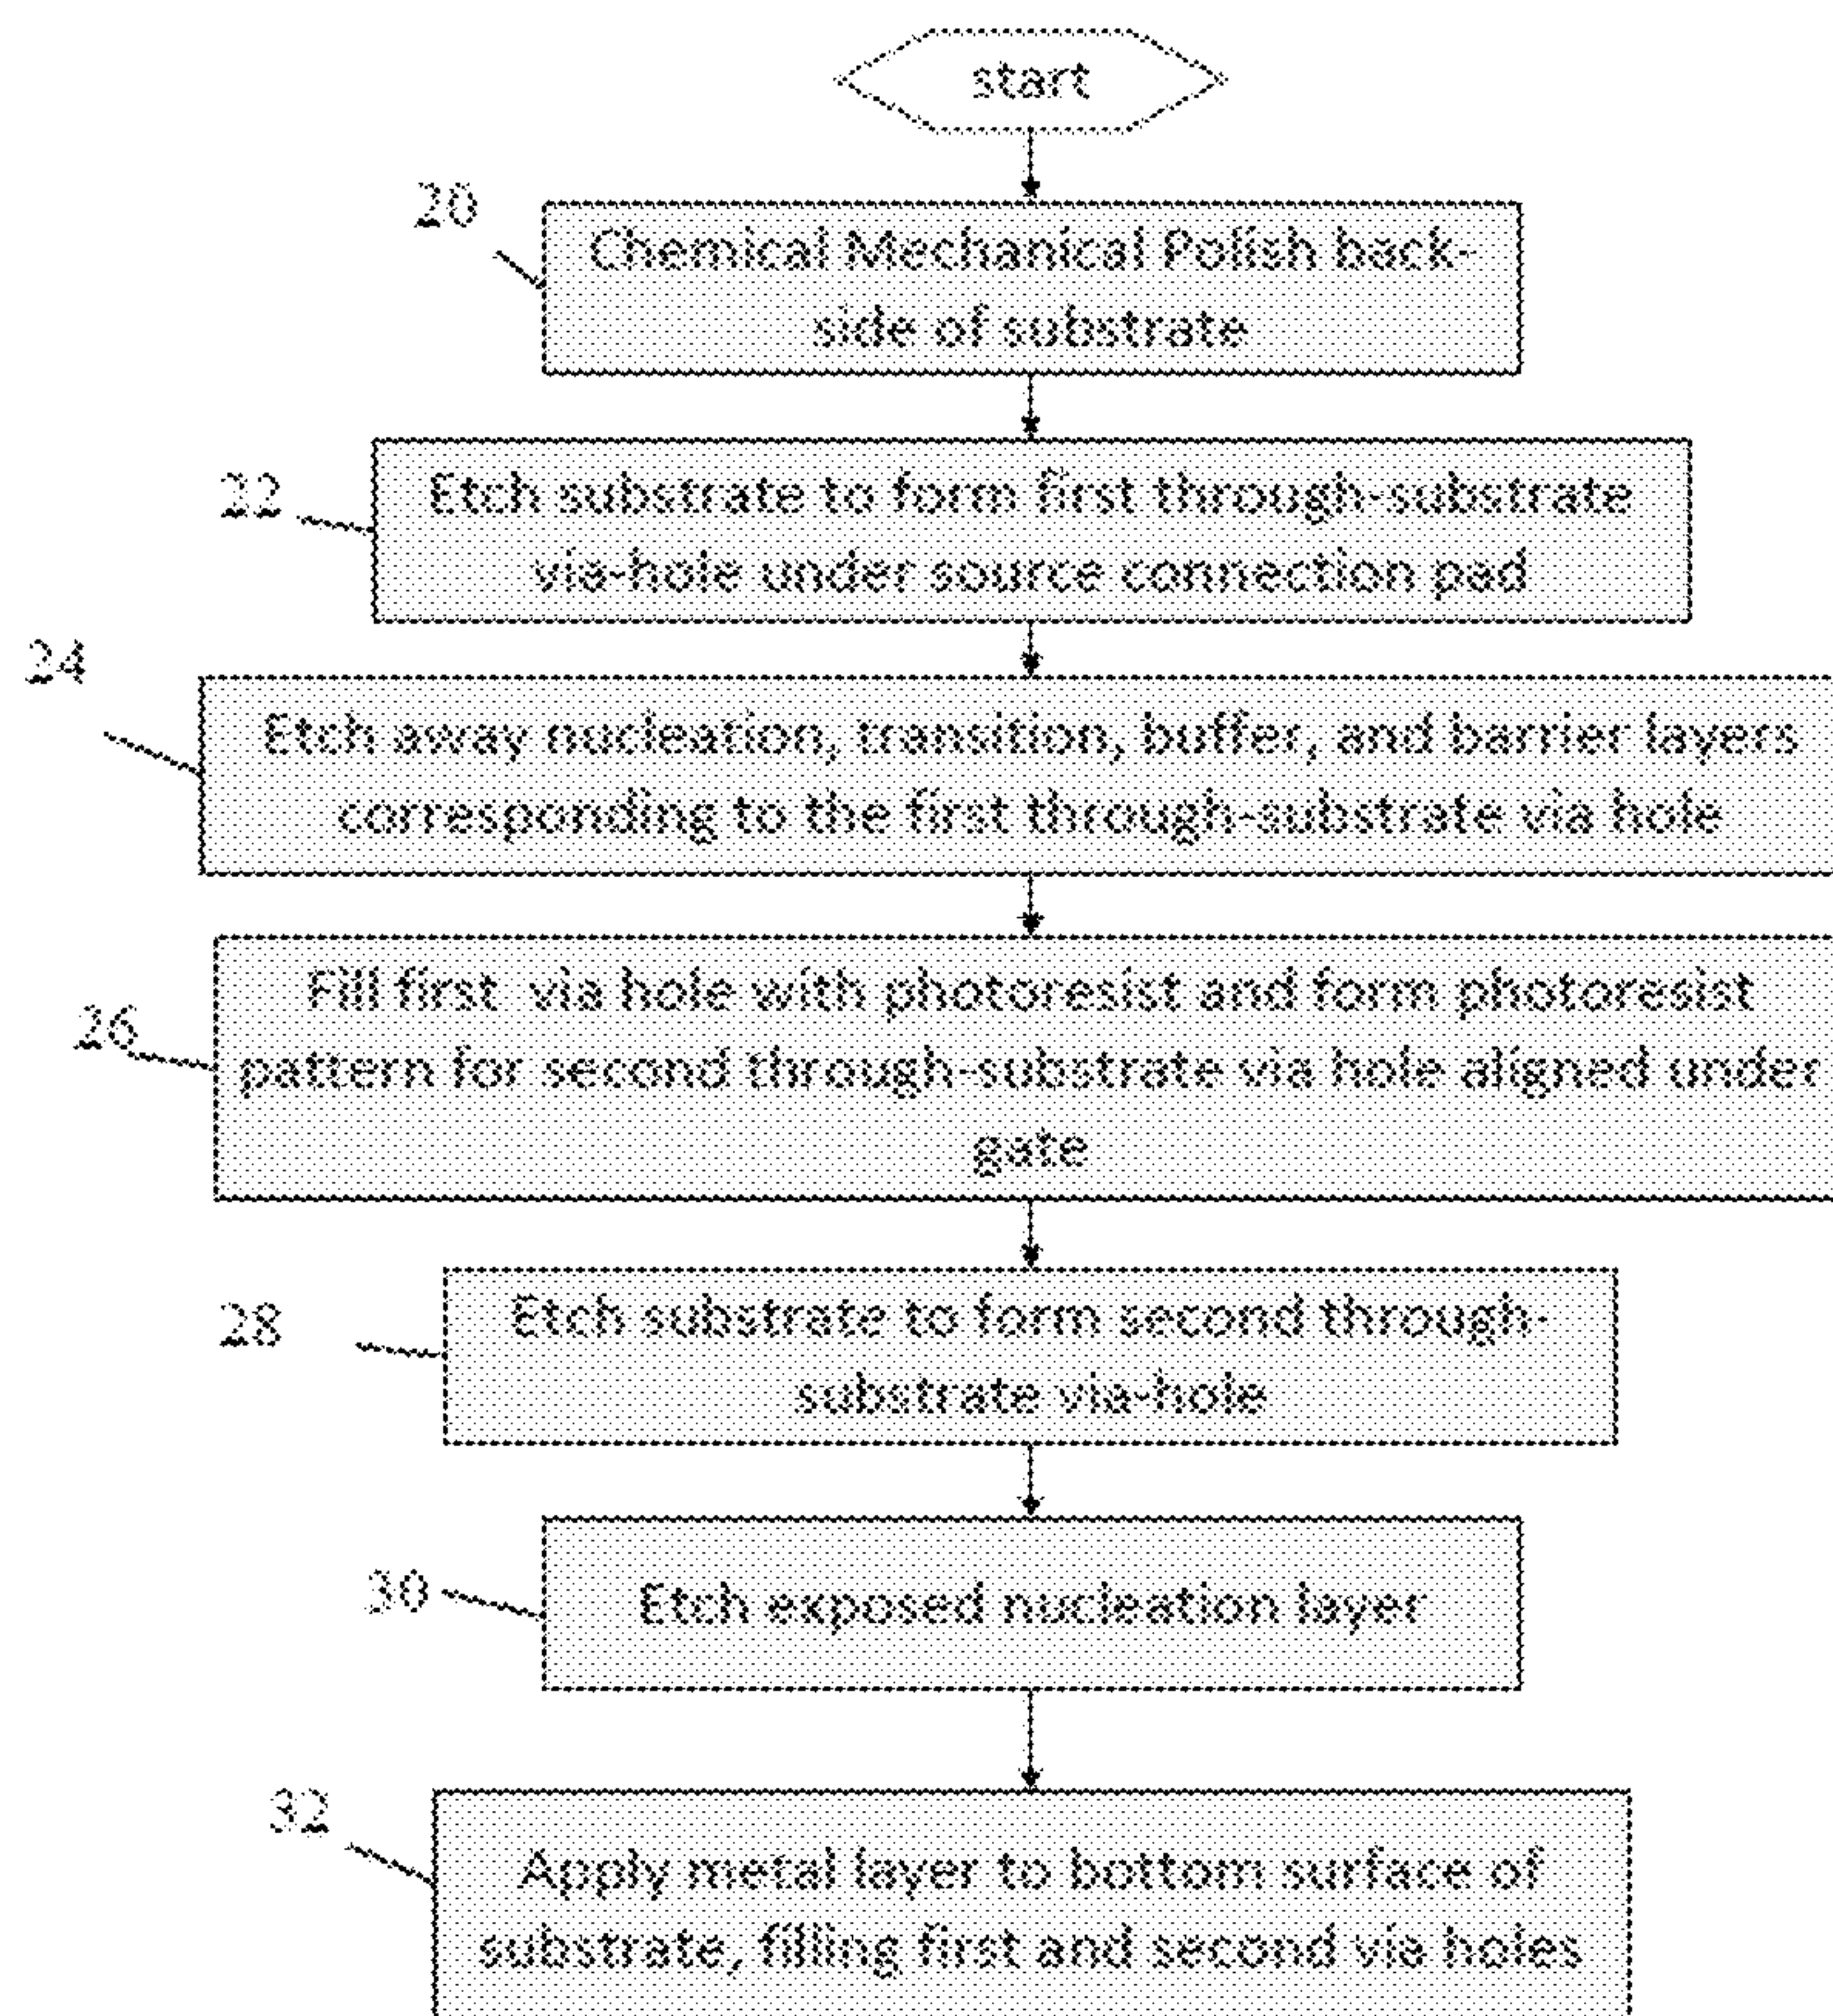 start
20
Chemical Mechanical Polish back-
side of substrate
22
Etch substrate to form first through-substrate
via-hole under source connection pad
24
Etch away nucleation, transition, buffer, and barrier layers
corresponding to the first through-substrate via hole
26
Fill first via hole with photoresist and form photoresist
pattern for second through-substrate via hole aligned under
gate
28
Etch substrate to form second through-
substrate via-hole
30
Etch exposed nucleation layer
32
Apply metal layer to bottom surface of
substrate, filling first and second via holes